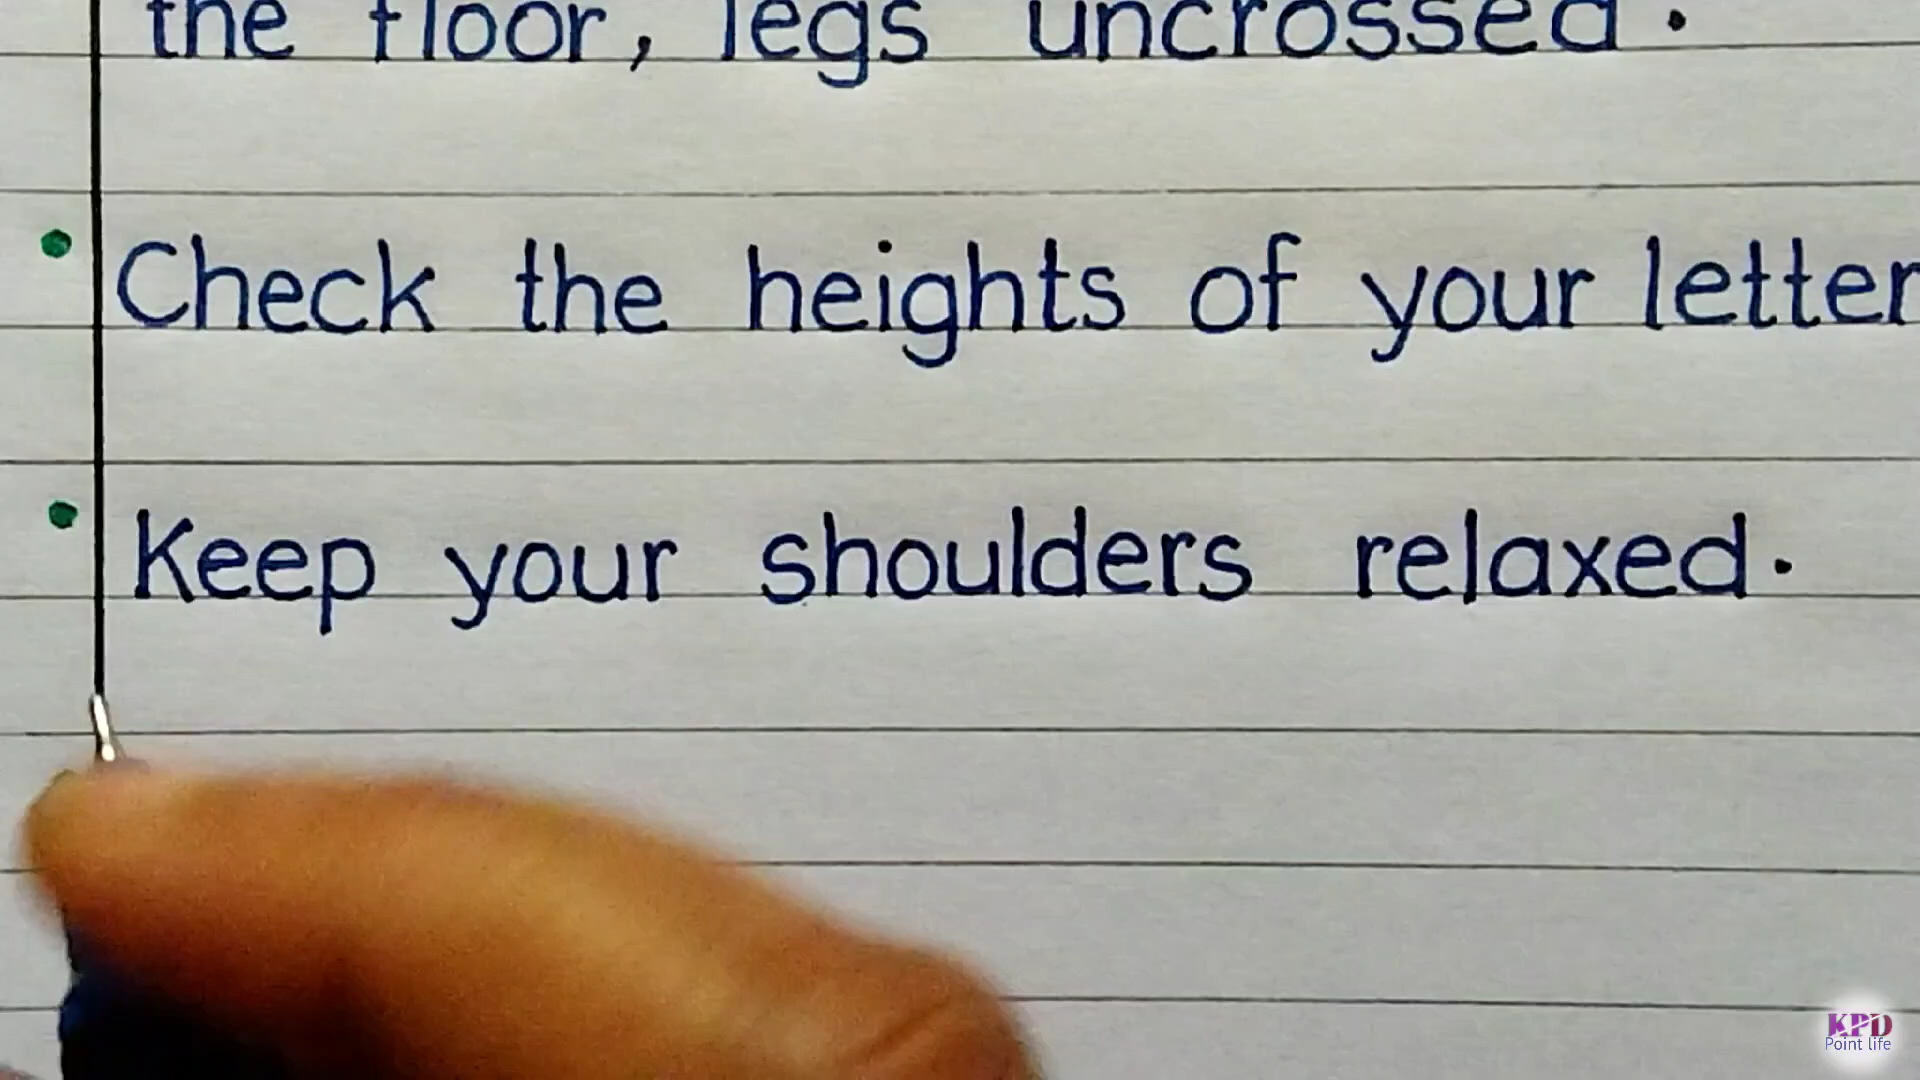 the floor, legs uncrossed.
Check the heights of your letter
Keep your shoulders relaxed.
KPD
Point life